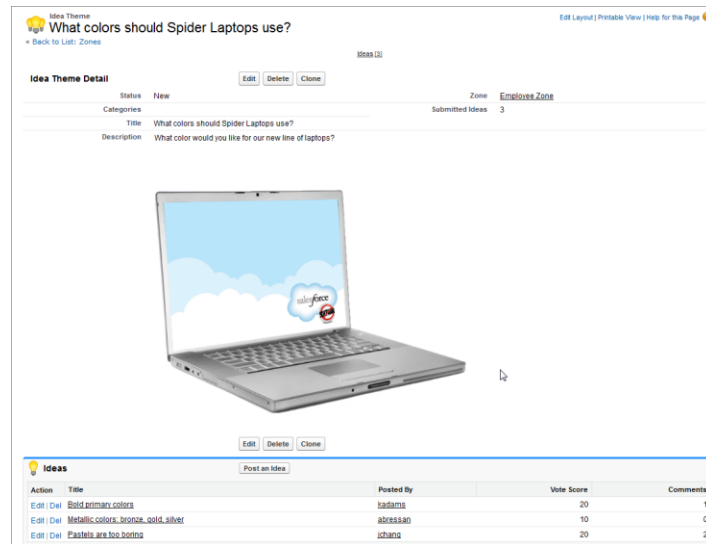 Idea Theme
What colors should Spider Laptops use?
Edit Layout | Printable View | Help for this Page
« Back to List: Zones
Ideas [3]
Idea Theme Detail
Edit Delete Clone
Status New Zone Employee Zone
Categories Submitted Ideas 3
Title What colors should Spider Laptops use?
Description What color would you like for our new line of laptops?
salesforce
Edit Delete Clone
Ideas
Post an Idea
Action Title Posted By Vote Score Comments
Edit | Del Bold primary colors kadams 20 1
Edit | Del Metallic colors: bronze, gold, silver abressan 10 0
Edit | Del Pastels are too boring jchang 20 2